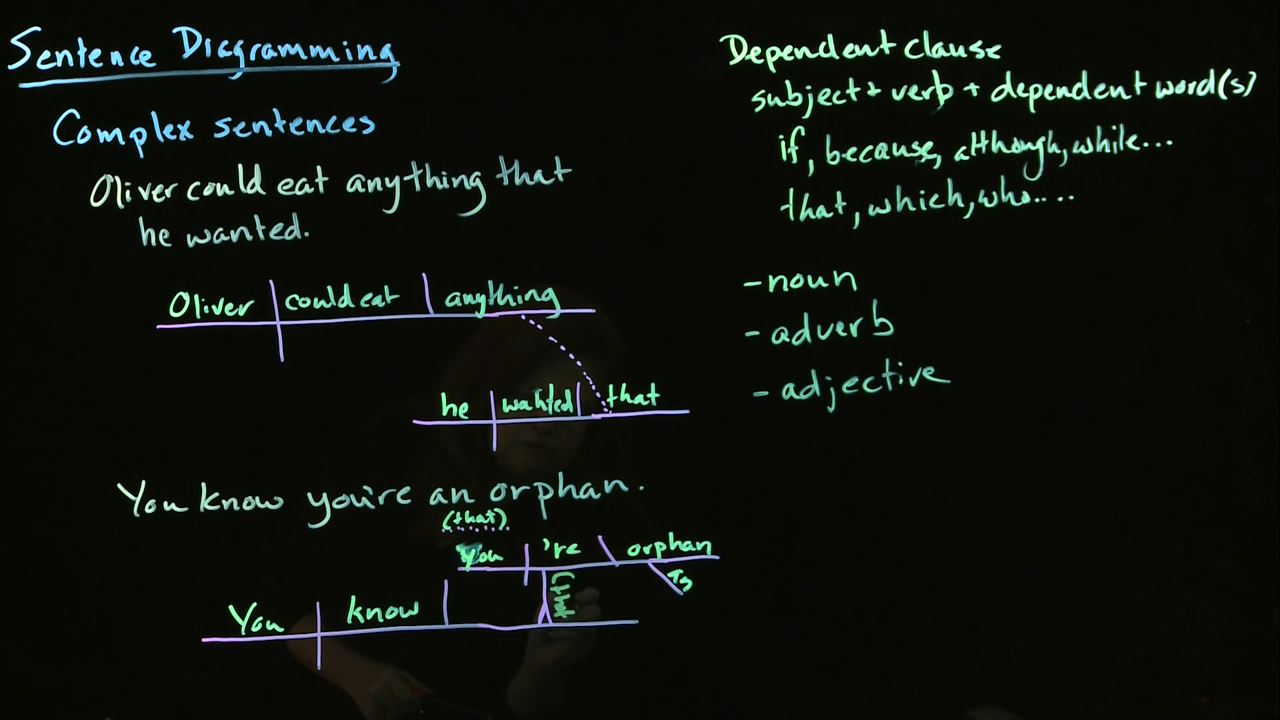 Sentence Diagramming
Complex sentences
Oliver could eat anything that
he wanted.
Oliver could eat anything
he wanted that
You know you're an orphan.
(that)
you 're orphan
(that
You know
Dependent clause
subject + verb + dependent word(s)
if, because, although, while...
that, which, who....
- noun
- adverb
- adjective